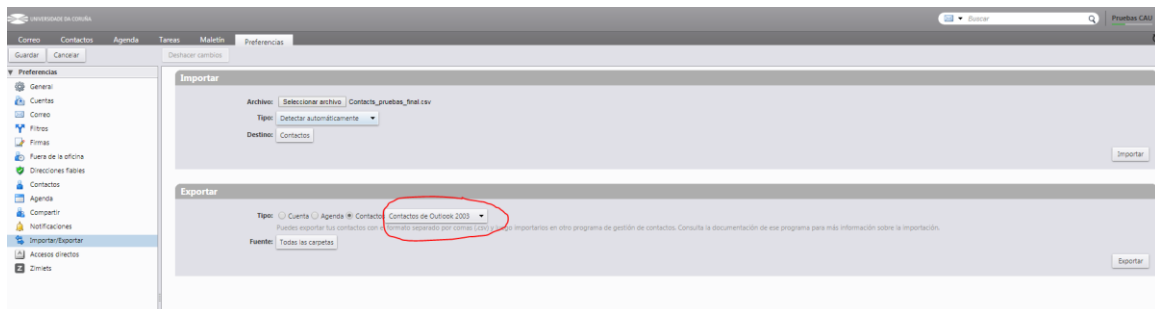 UNIVERSIDADE DA CORUÑA
Buscar
Pruebas CAU
Correo Contactos Agenda Tareas Maletín Preferencias
Guardar Cancelar Deshacer cambios
Preferencias
General
Cuentas
Correo
Filtros
Firmas
Fuera de la oficina
Direcciones fiables
Contactos
Agenda
Compartir
Notificaciones
Importar/Exportar
Accesos directos
Zimlets
Importar
Archivo: Seleccionar archivo Contacts_pruebas_final.csv
Tipo: Detectar automáticamente
Destino: Contactos
Importar
Exportar
Tipo: Cuenta Agenda Contactos Contactos de Outlook 2003
Puedes exportar tus contactos con el formato separado por comas (.csv) y luego importarlos en otro programa de gestión de contactos. Consulta la documentación de ese programa para más información sobre la importación.
Fuente: Todas las carpetas
Exportar